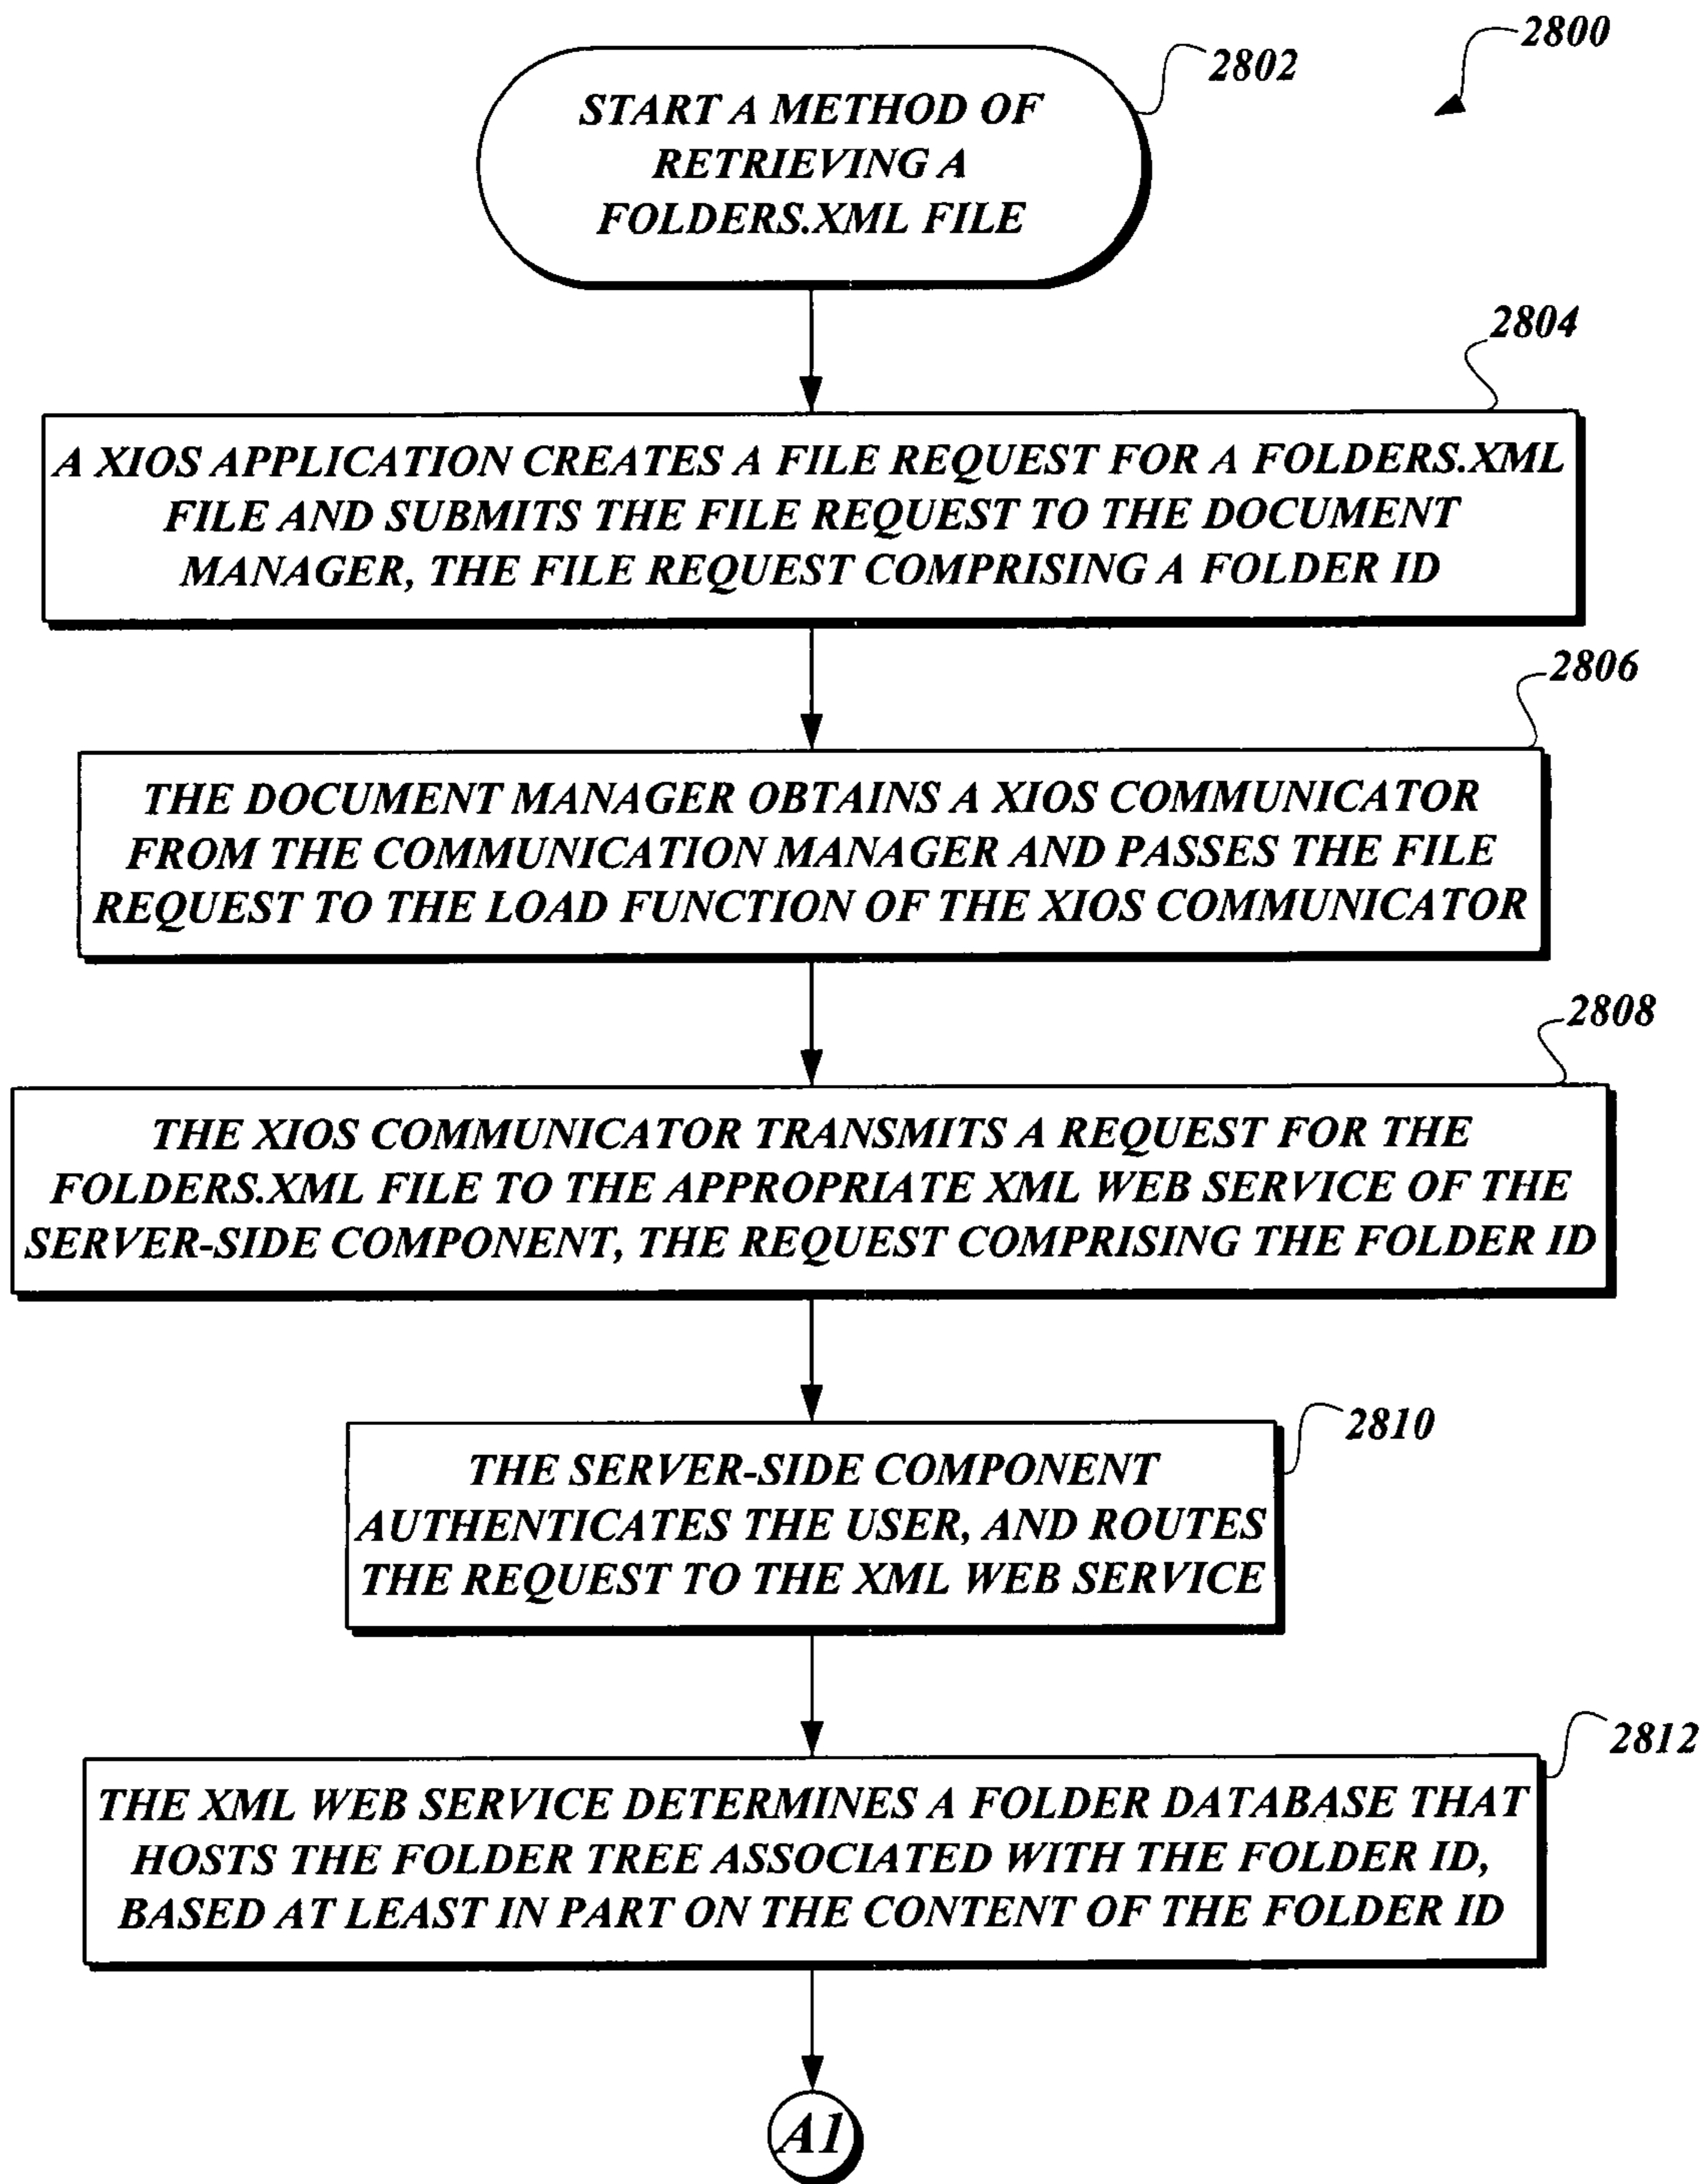 2800
2802
START A METHOD OF
RETRIEVING A
FOLDERS.XML FILE
2804
A XIOS APPLICATION CREATES A FILE REQUEST FOR A FOLDERS.XML
FILE AND SUBMITS THE FILE REQUEST TO THE DOCUMENT
MANAGER, THE FILE REQUEST COMPRISING A FOLDER ID
2806
THE DOCUMENT MANAGER OBTAINS A XIOS COMMUNICATOR
FROM THE COMMUNICATION MANAGER AND PASSES THE FILE
REQUEST TO THE LOAD FUNCTION OF THE XIOS COMMUNICATOR
2808
THE XIOS COMMUNICATOR TRANSMITS A REQUEST FOR THE
FOLDERS.XML FILE TO THE APPROPRIATE XML WEB SERVICE OF THE
SERVER-SIDE COMPONENT, THE REQUEST COMPRISING THE FOLDER ID
2810
THE SERVER-SIDE COMPONENT
AUTHENTICATES THE USER, AND ROUTES
THE REQUEST TO THE XML WEB SERVICE
2812
THE XML WEB SERVICE DETERMINES A FOLDER DATABASE THAT
HOSTS THE FOLDER TREE ASSOCIATED WITH THE FOLDER ID,
BASED AT LEAST IN PART ON THE CONTENT OF THE FOLDER ID
A1